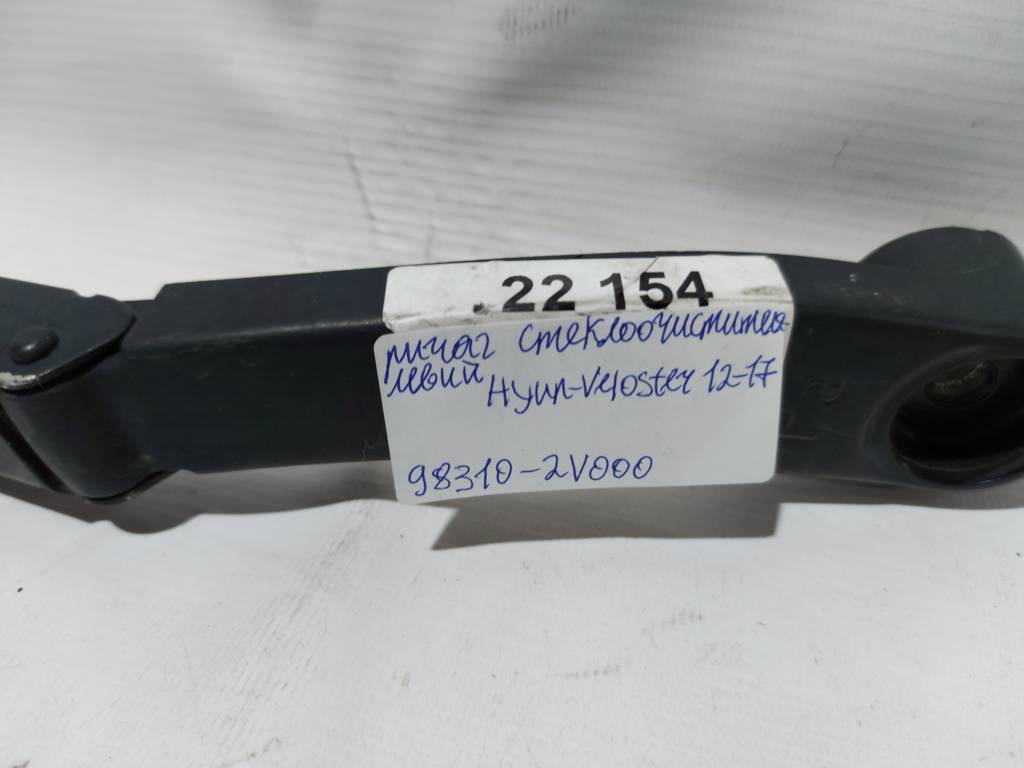 22 154
рычаг стеклоочистителя
левый Hyun-Veloster 12-17
98310-2V000